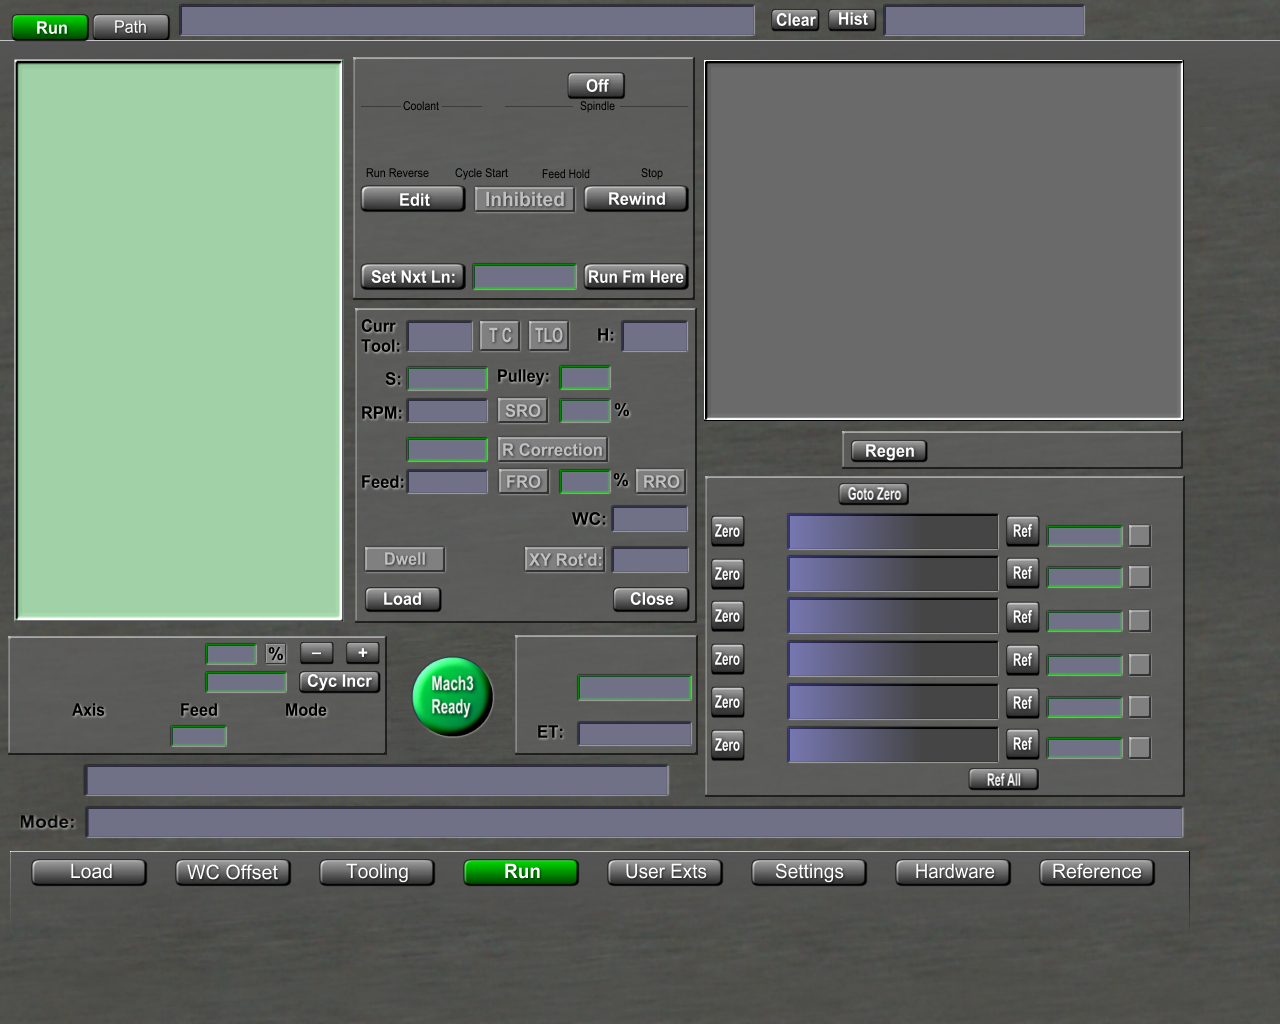 Run Path Clear Hist
Off
Coolant Spindle
Run Reverse Cycle Start Feed Hold Stop
Edit Inhibited Rewind
Set Nxt Ln: Run Fm Here
Curr
Tool: T C TLO H:
S: Pulley:
RPM: SRO %
R Correction
Feed: FRO % RRO
WC:
Dwell XY Rot'd:
Load Close
Regen
Goto Zero
Zero Ref
Zero Ref
Zero Ref
Zero Ref
Zero Ref
Zero Ref
Ref All
% – +
Cyc Incr
Axis Feed Mode
Mach3
Ready
ET:
Mode:
Load WC Offset Tooling Run User Exts Settings Hardware Reference